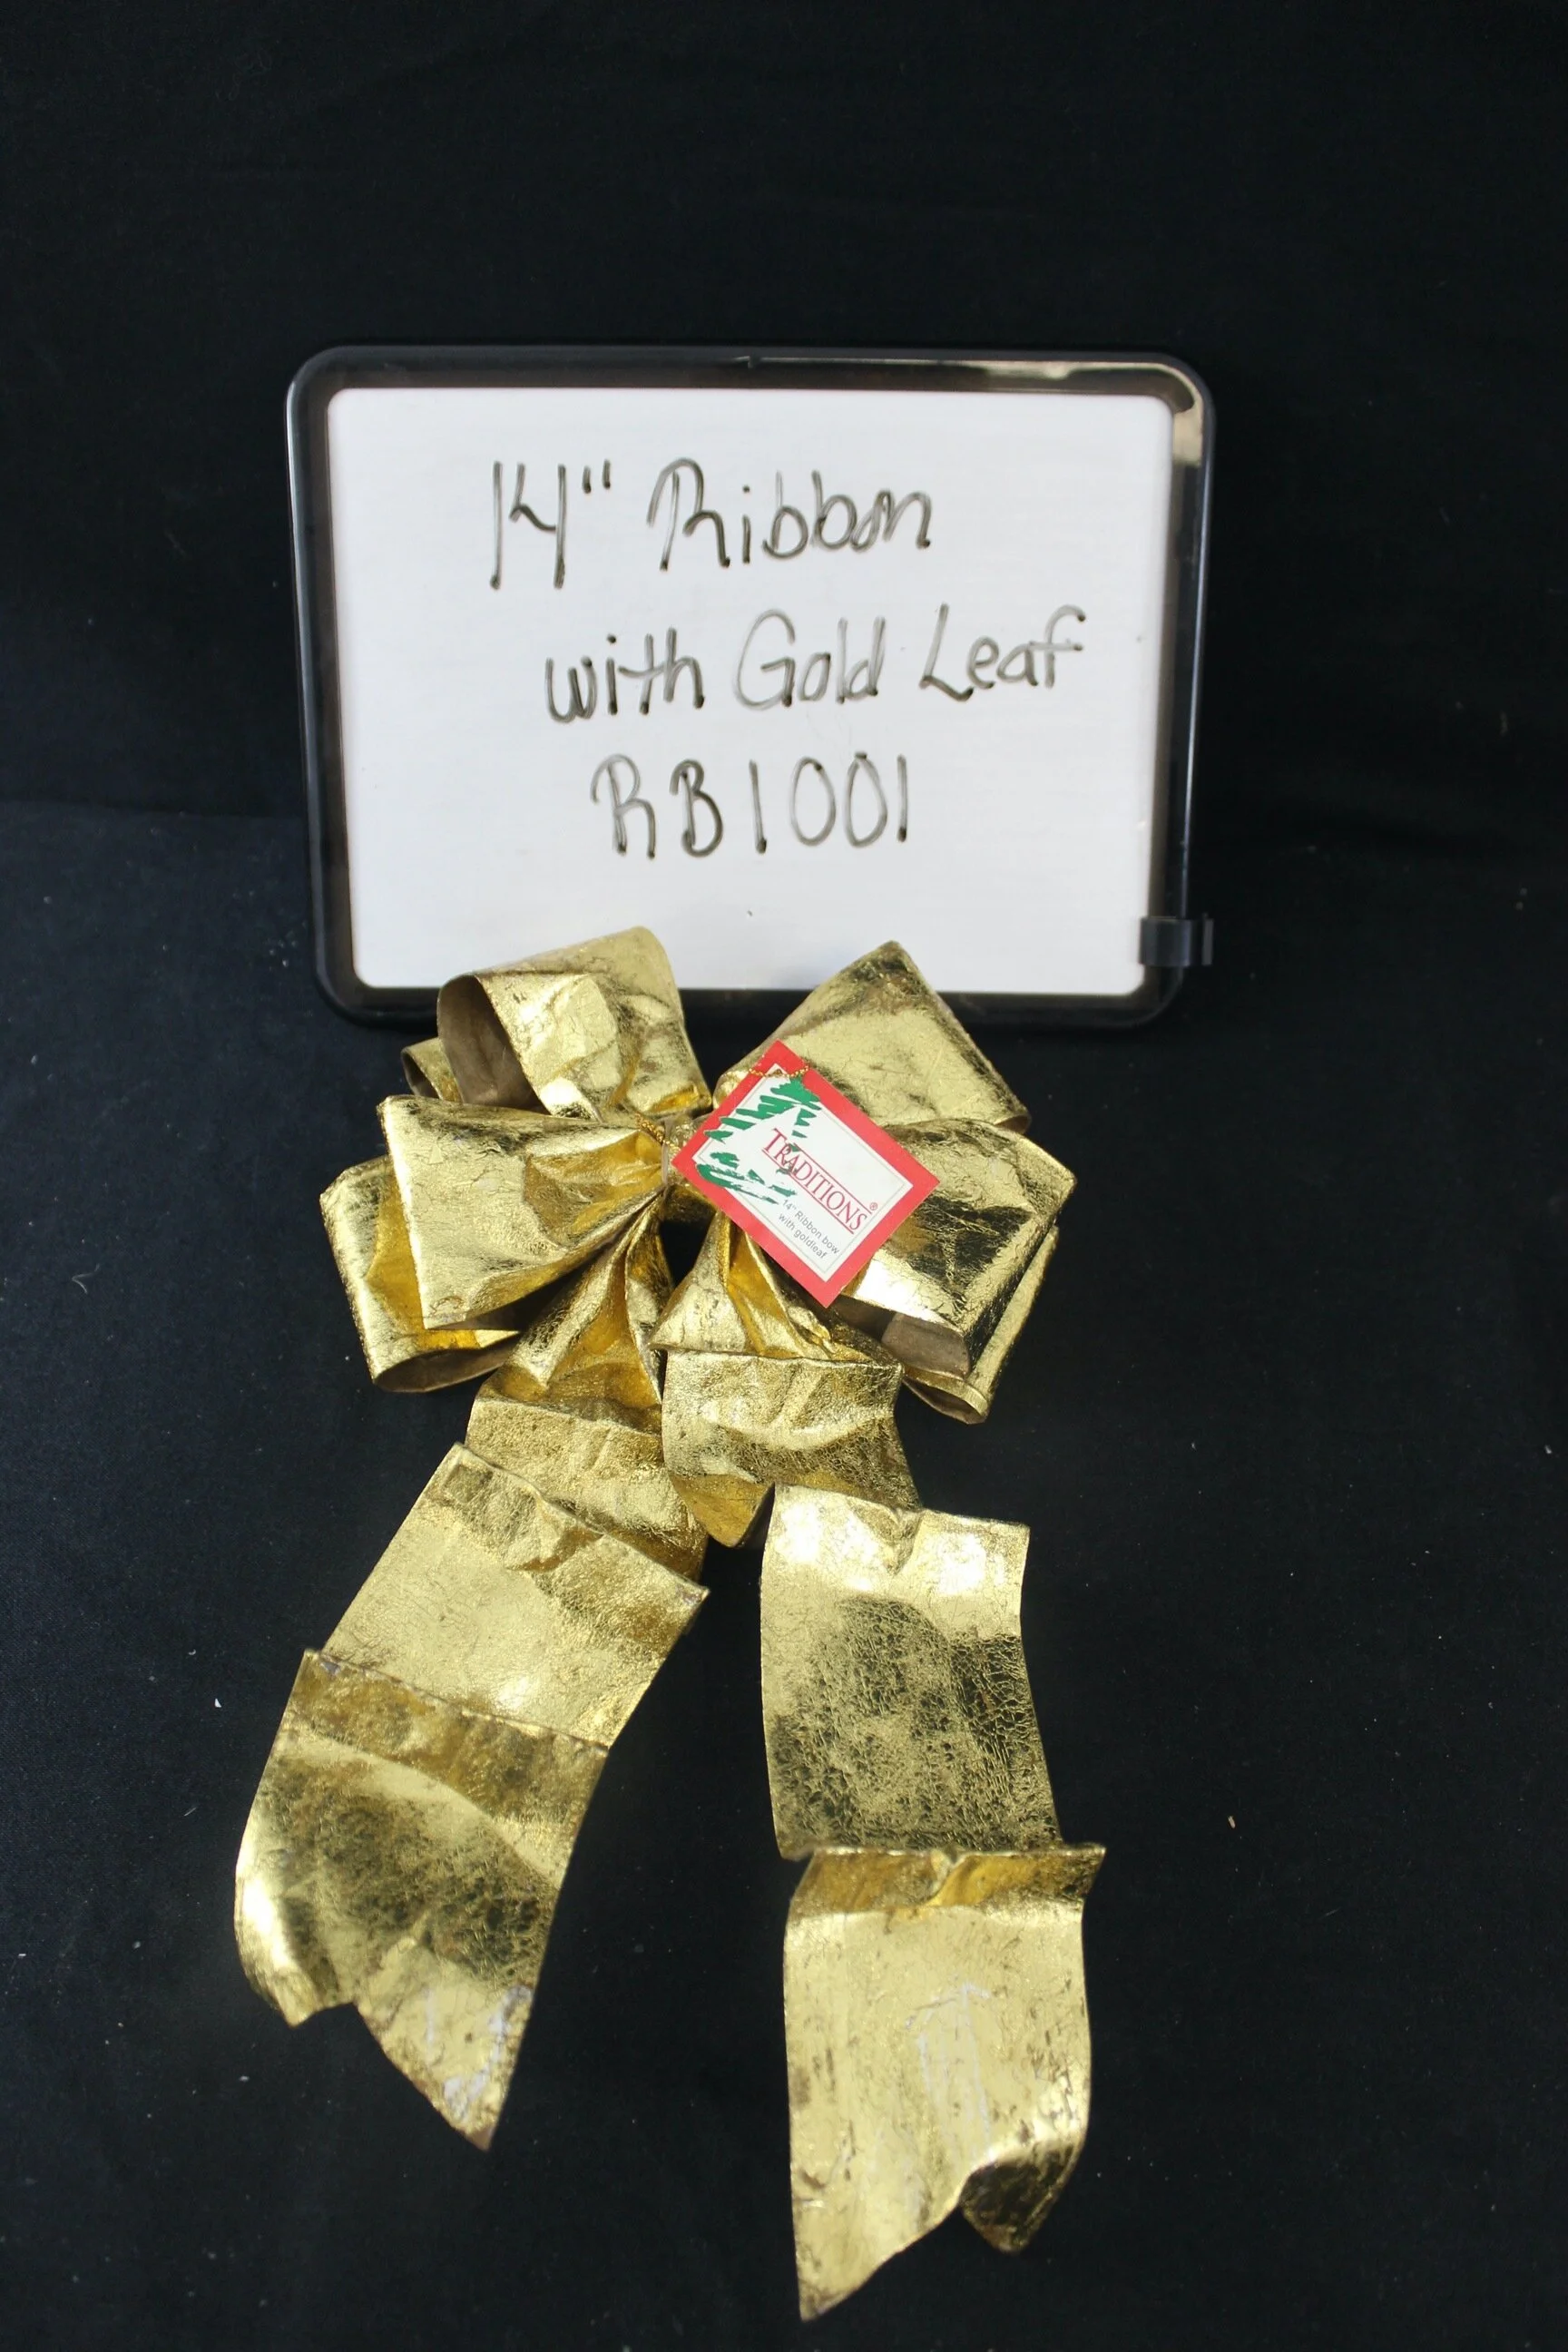 14" Ribbon
with Gold Leaf
RB1001
TRADITIONS®
14" Ribbon bow
with goldleaf